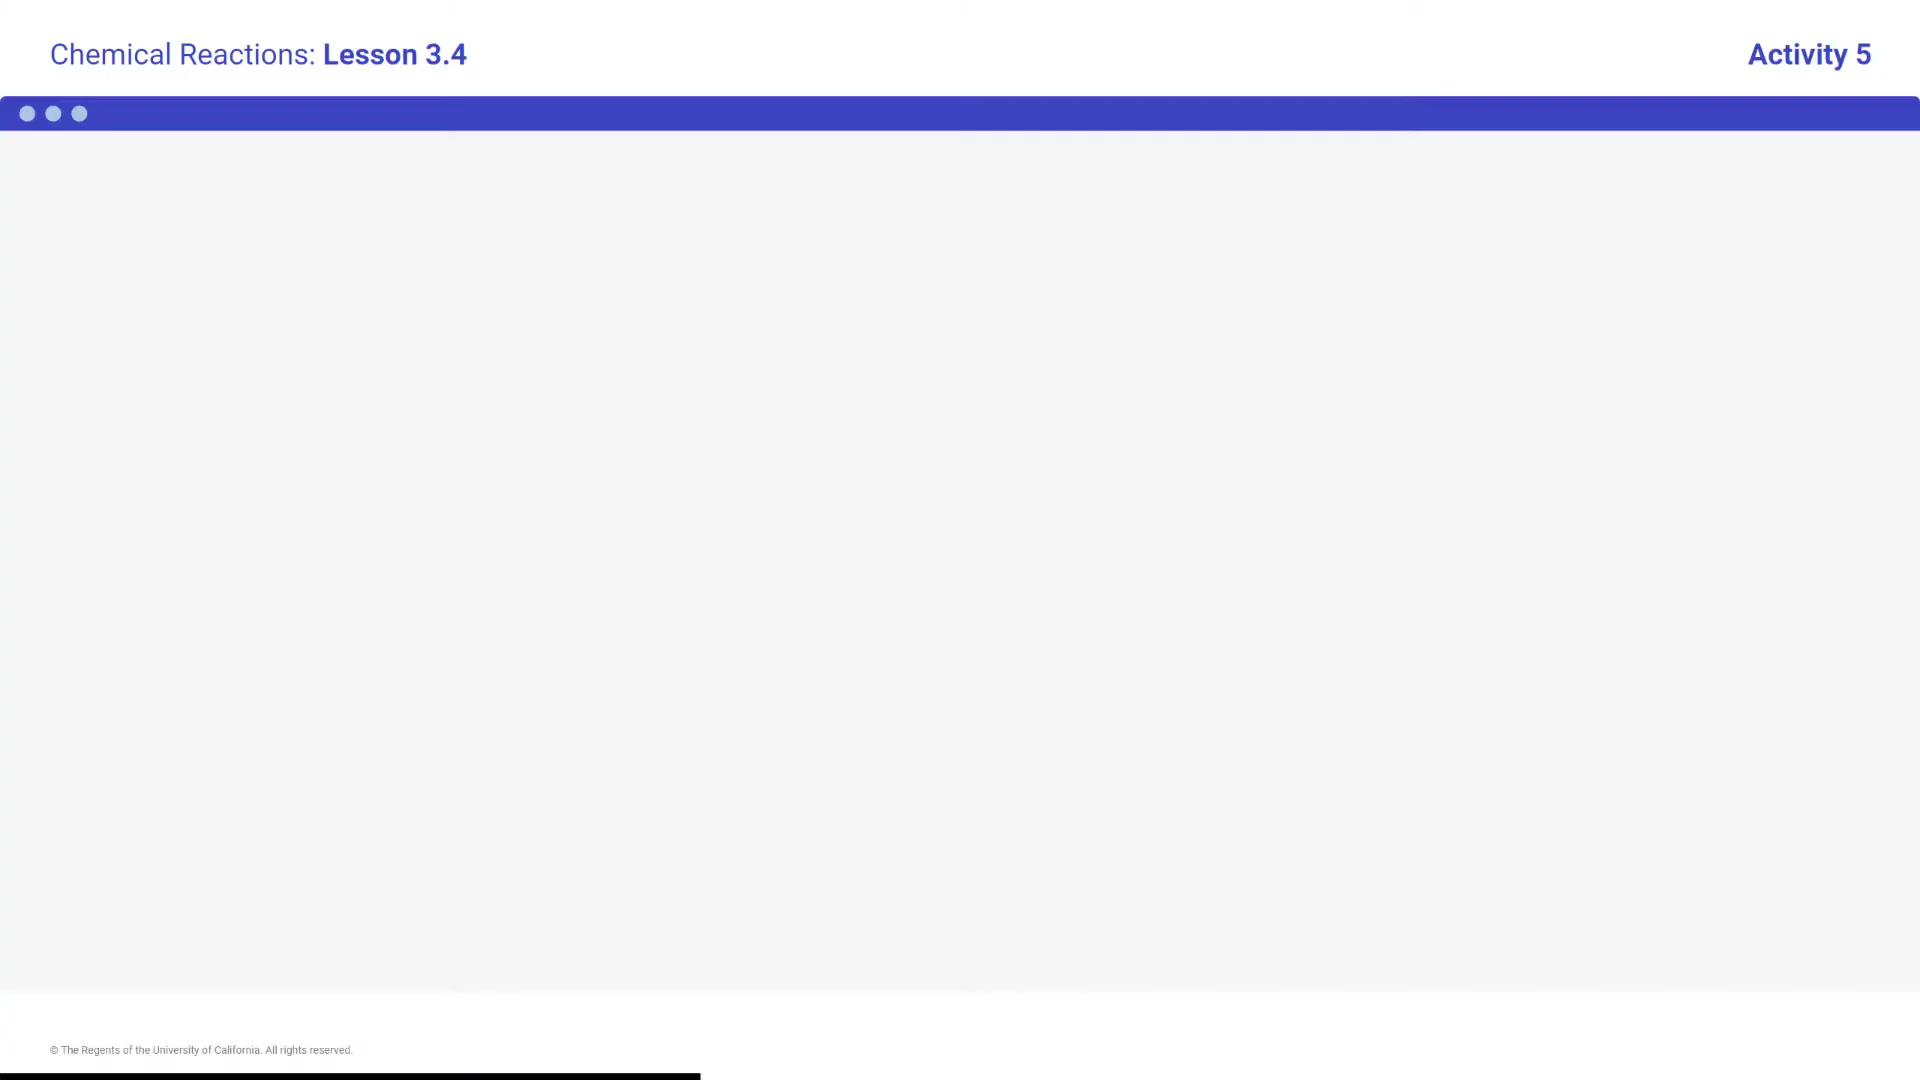 Chemical Reactions: Lesson 3.4
Activity 5
© The Regents of the University of California. All rights reserved.